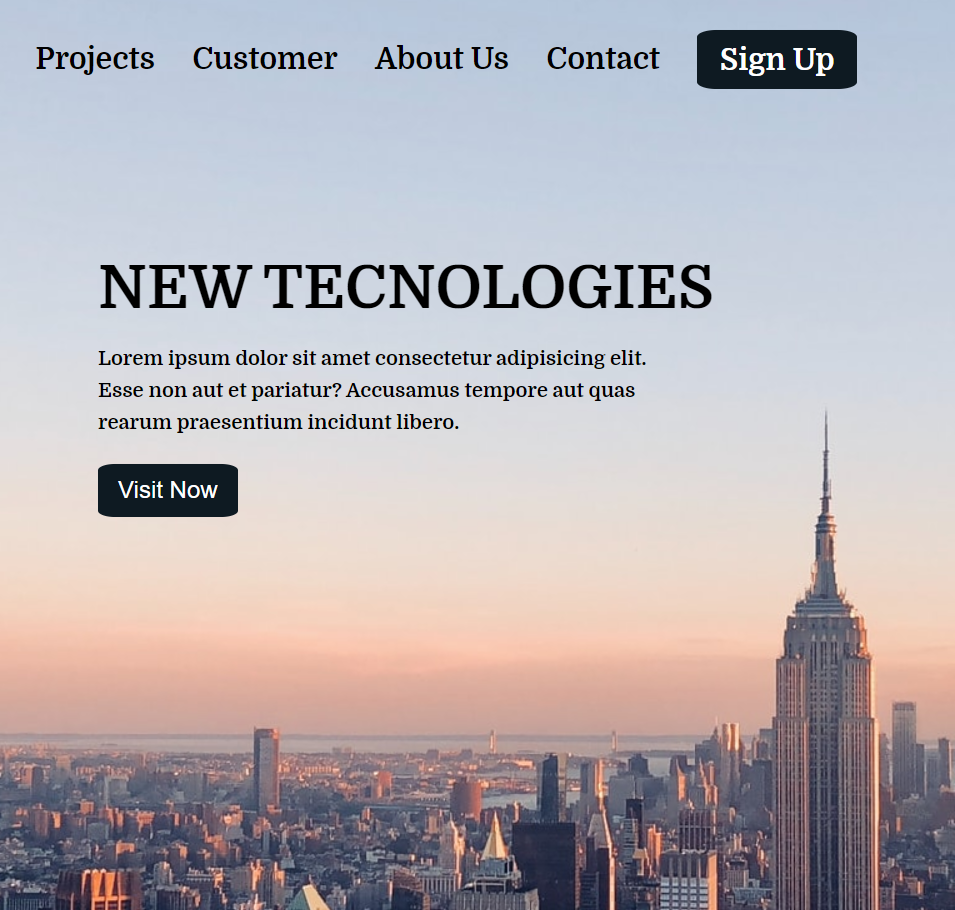 Projects Customer About Us Contact Sign Up
NEW TECNOLOGIES
Lorem ipsum dolor sit amet consectetur adipisicing elit.
Esse non aut et pariatur? Accusamus tempore aut quas
rearum praesentium incidunt libero.
Visit Now